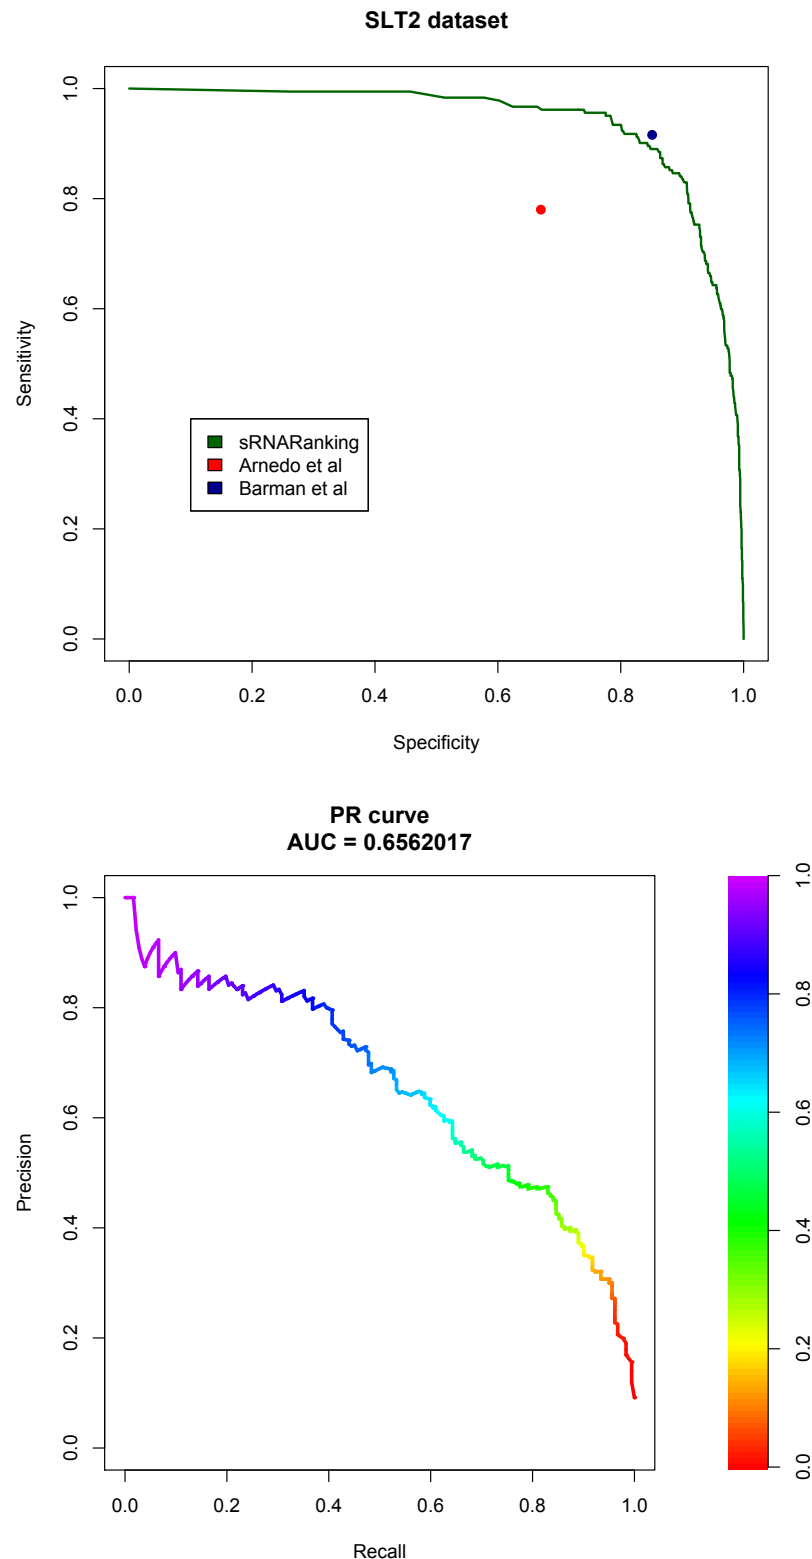 SLT2 dataset
1.0
0.8
0.6
0.4
0.2
0.0
Sensitivity
sRNARanking
Arnedo et al
Barman et al
0.0 0.2 0.4 0.6 0.8 1.0
Specificity
PR curve
AUC = 0.6562017
1.0
0.8
0.6
0.4
0.2
0.0
Precision
0.0 0.2 0.4 0.6 0.8 1.0
Recall
1.0
0.8
0.6
0.4
0.2
0.0